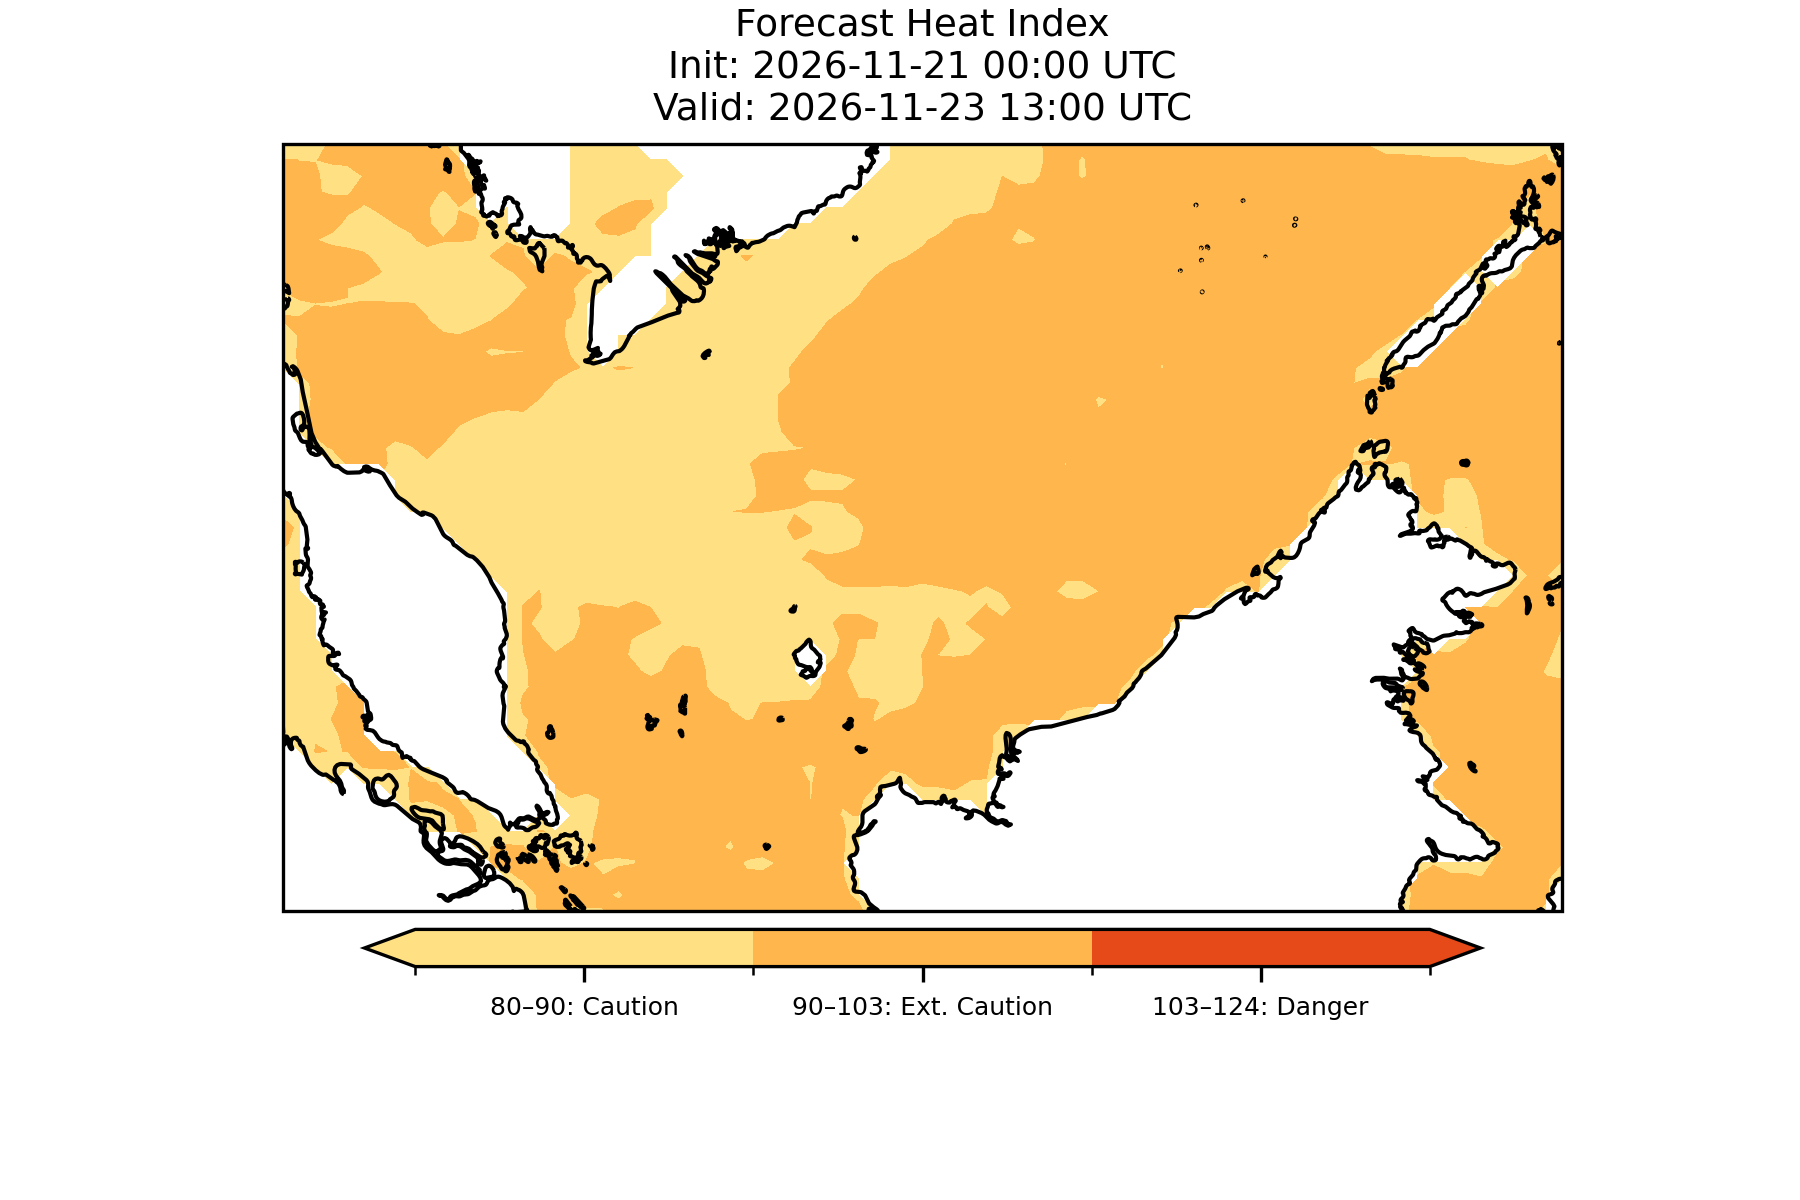 Forecast Heat Index
Init: 2026-11-21 00:00 UTC
Valid: 2026-11-23 13:00 UTC
80–90: Caution
90–103: Ext. Caution
103–124: Danger